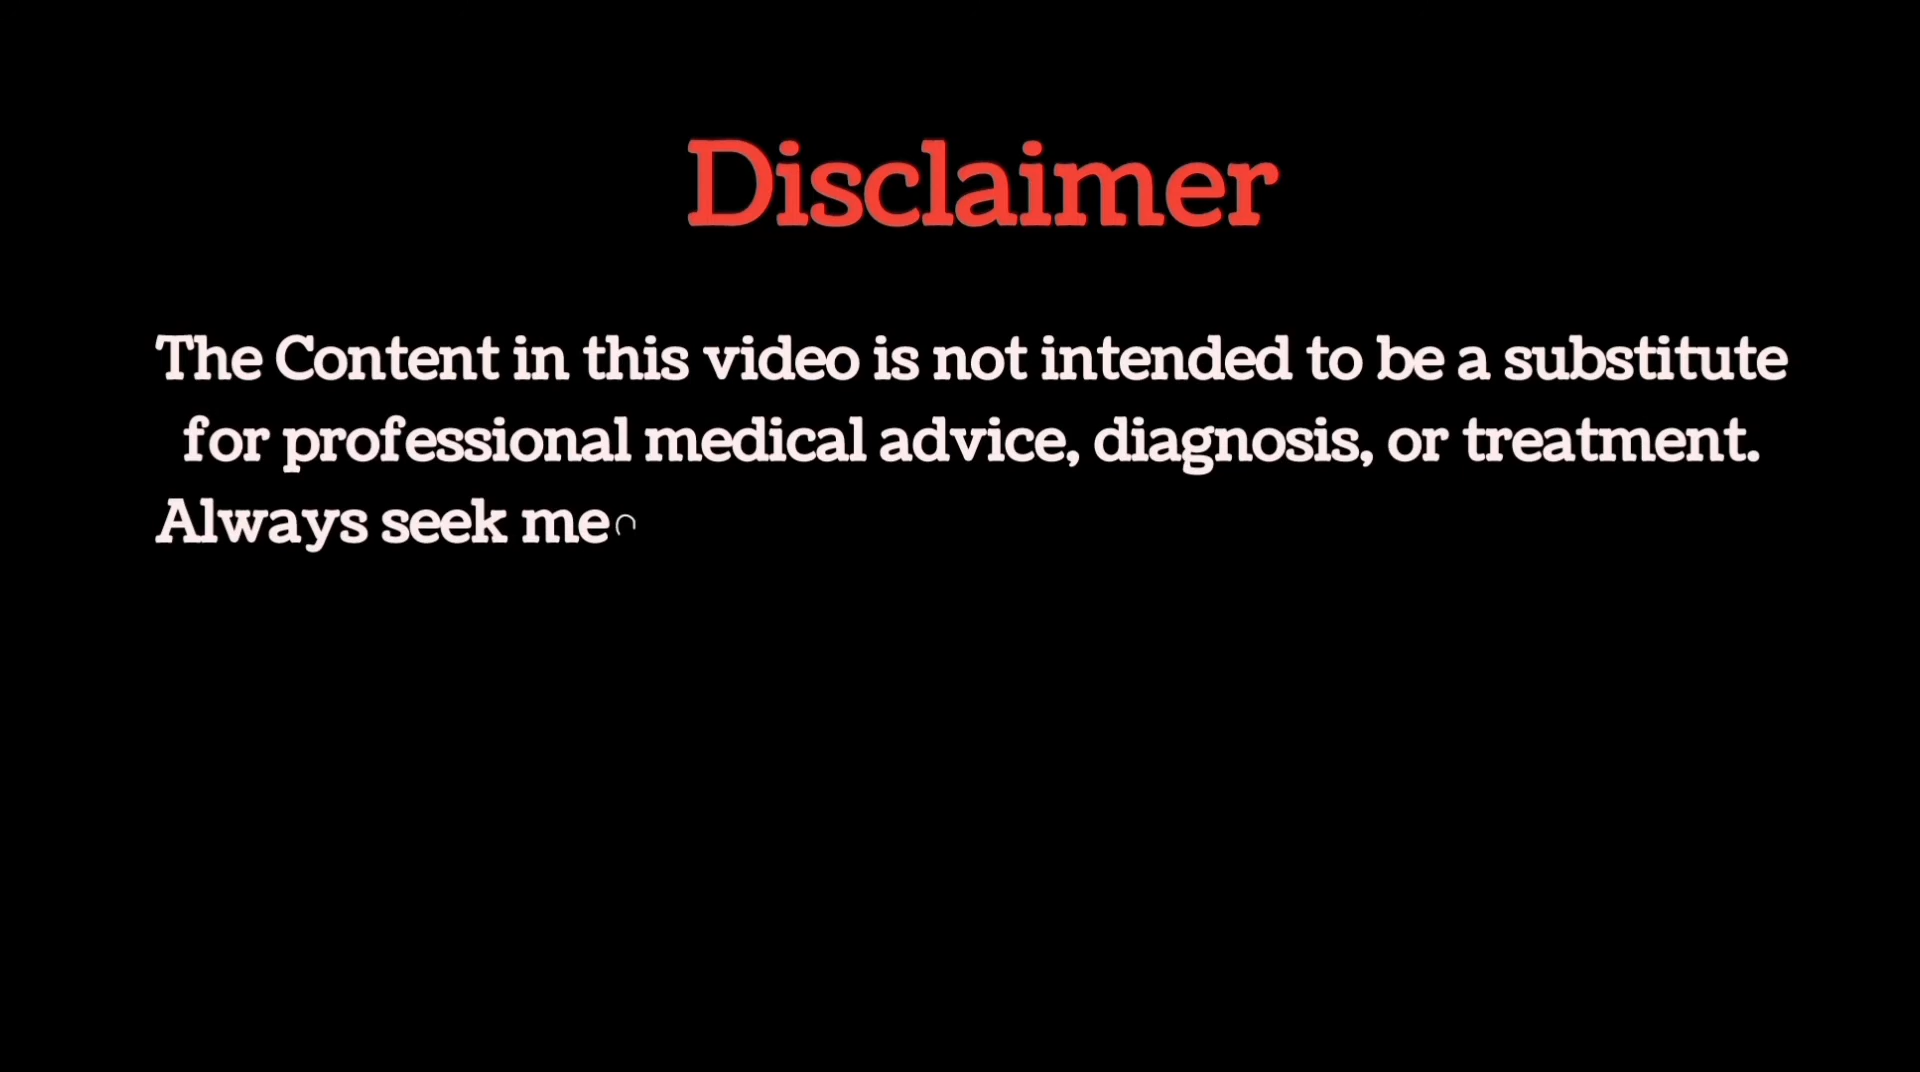 Disclaimer
The Content in this video is not intended to be a substitute
for professional medical advice, diagnosis, or treatment.
Always seek me